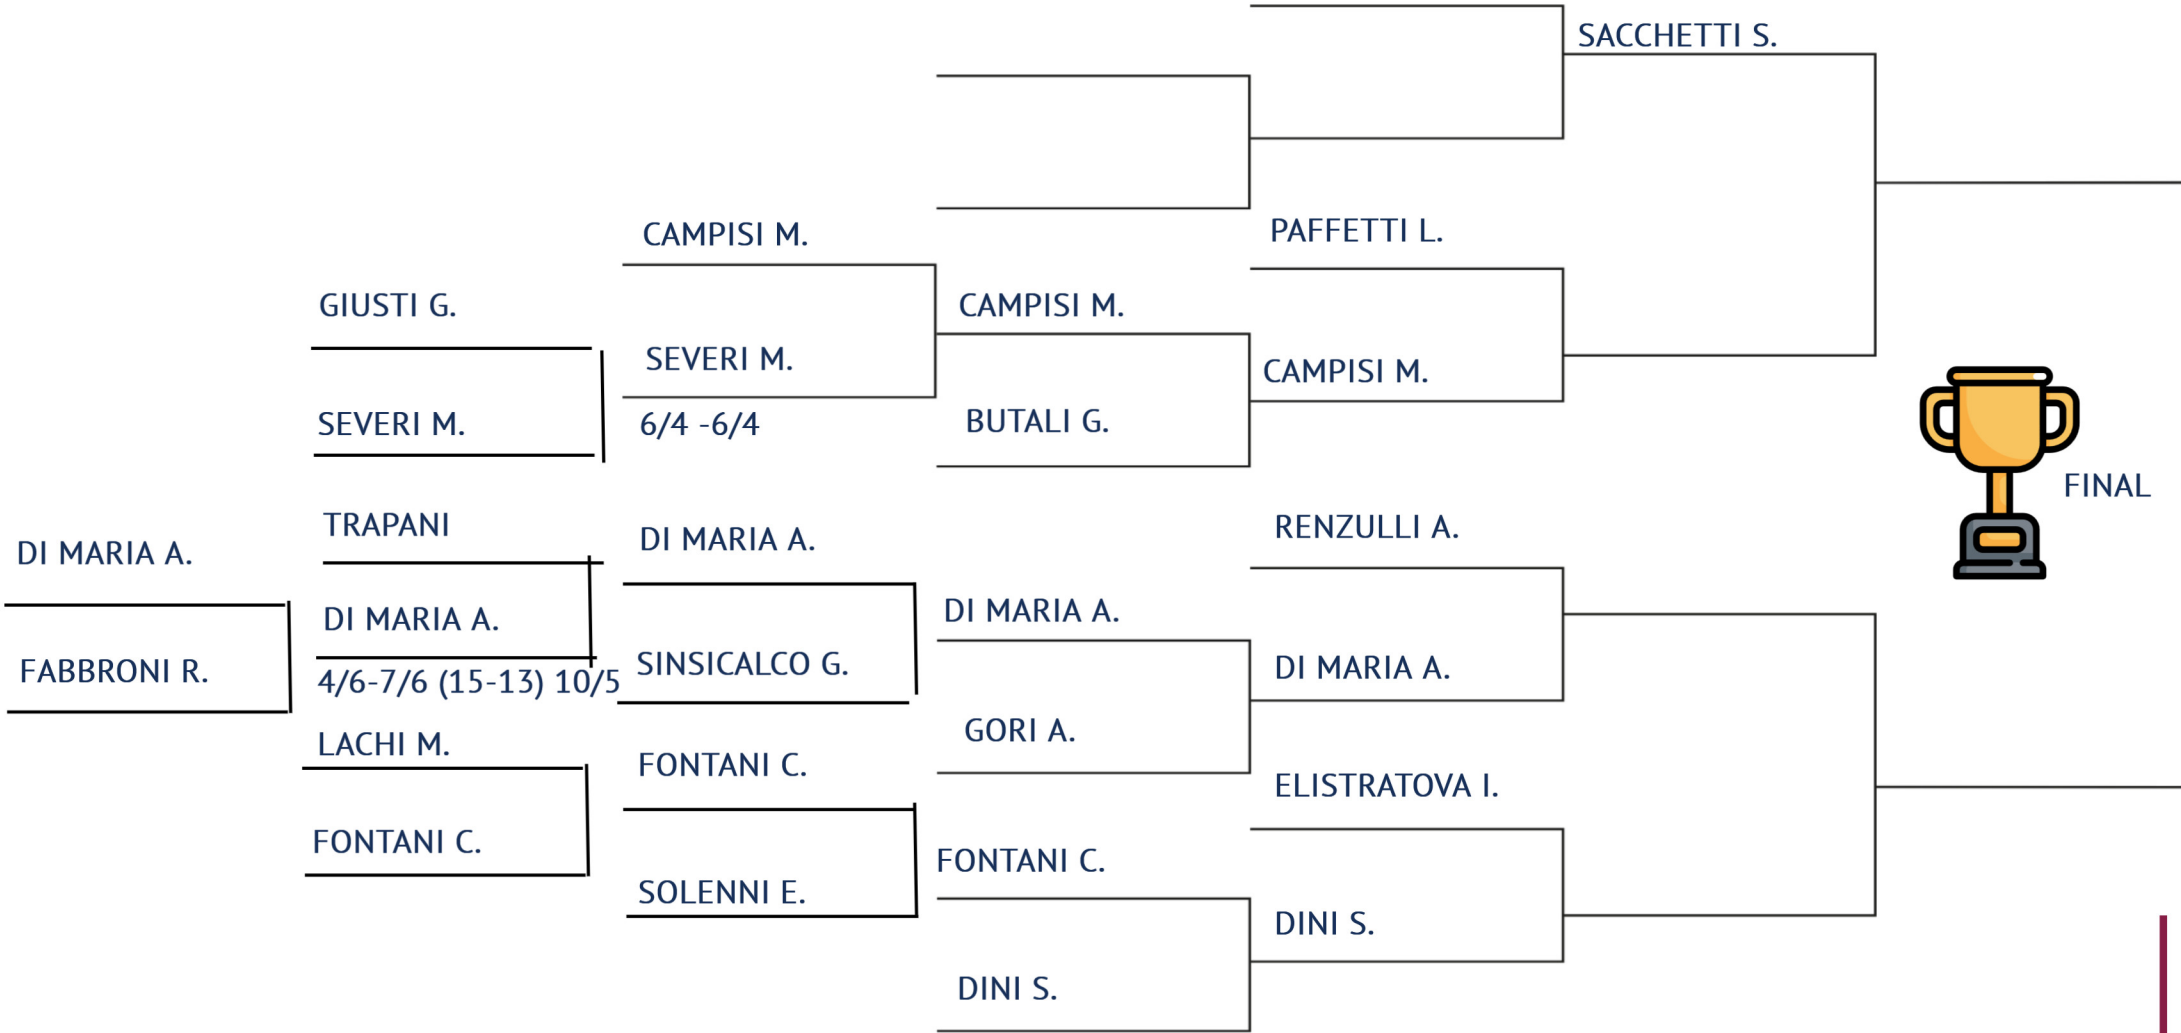 DI MARIA A.
FABBRONI R.
GIUSTI G.
SEVERI M.
TRAPANI
DI MARIA A.
4/6-7/6 (15-13) 10/5
LACHI M.
FONTANI C.
CAMPISI M.
SEVERI M.
6/4 -6/4
DI MARIA A.
SINSICALCO G.
FONTANI C.
SOLENNI E.
CAMPISI M.
BUTALI G.
DI MARIA A.
GORI A.
FONTANI C.
DINI S.
PAFFETTI L.
CAMPISI M.
RENZULLI A.
DI MARIA A.
ELISTRATOVA I.
DINI S.
SACCHETTI S.
FINAL